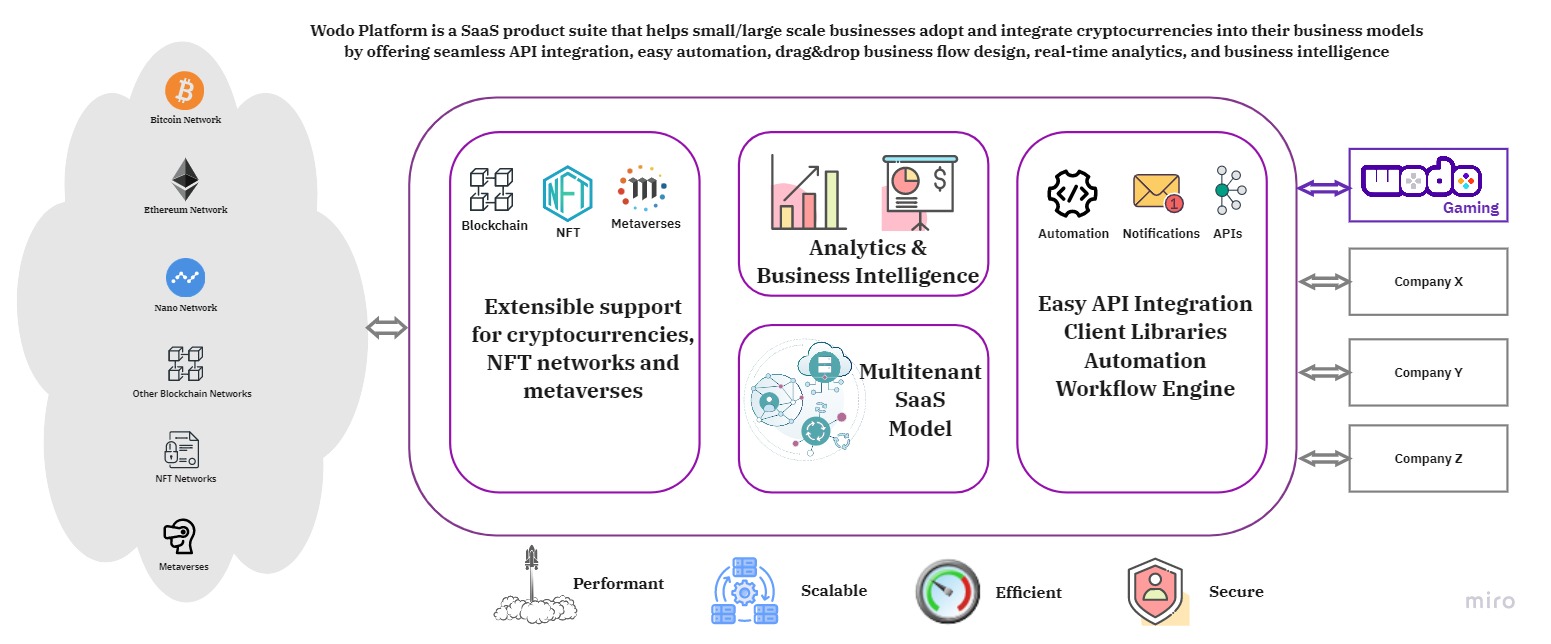 Wodo Platform is a SaaS product suite that helps small/large scale businesses adopt and integrate cryptocurrencies into their business models
by offering seamless API integration, easy automation, drag&drop business flow design, real-time analytics, and business intelligence
Bitcoin Network
Ethereum Network
Nano Network
Other Blockchain Networks
NFT Networks
Metaverses
Blockchain
NFT
NFT
m
Metaverses
Extensible support
for cryptocurrencies,
NFT networks and
metaverses
$
Analytics &
Business Intelligence
Multitenant
SaaS
Model
</>
1
Automation
Notifications
APIs
Easy API Integration
Client Libraries
Automation
Workflow Engine
wodo
Gaming
Company X
Company Y
Company Z
Performant
Scalable
Efficient
Secure
miro